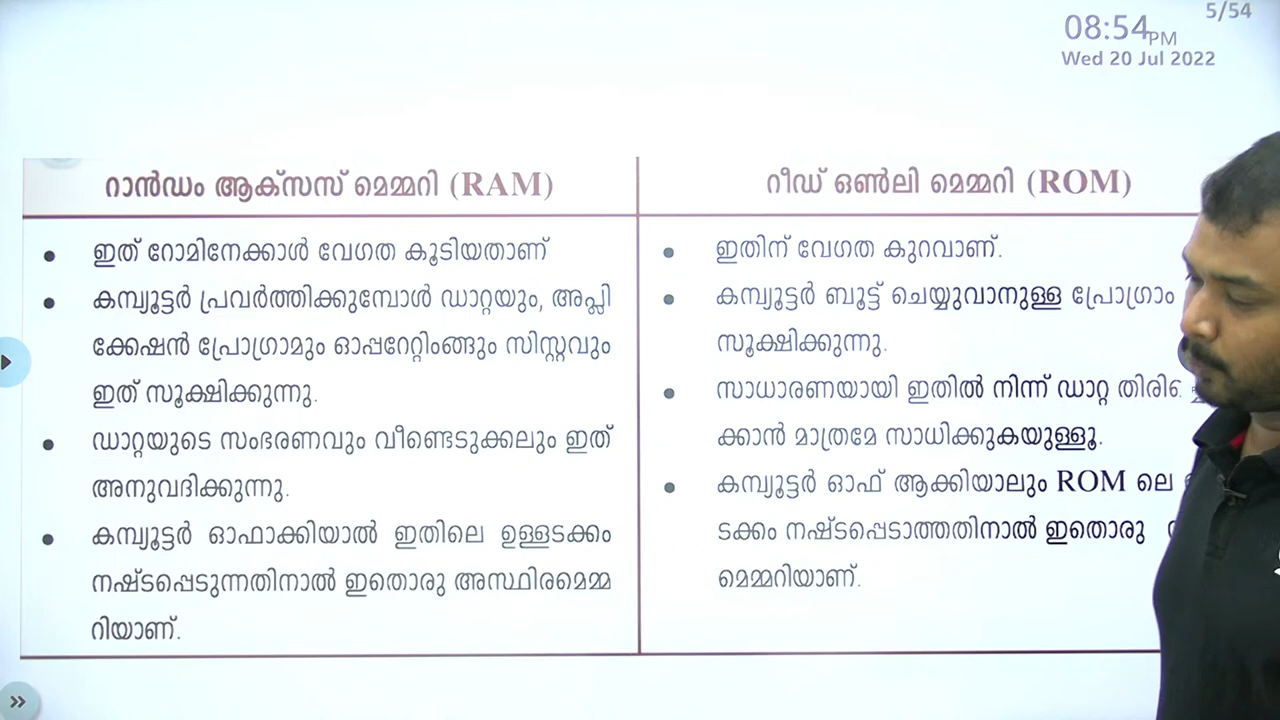 5/54
08:54PM
Wed 20 Jul 2022
റാൻഡം ആക്സസ് മെമ്മറി (RAM)
ഇത് റോമിനേക്കാൾ വേഗത കൂടിയതാണ്
കമ്പ്യൂട്ടർ പ്രവർത്തിക്കുമ്പോൾ ഡാറ്റയും, അപ്ലി
ക്കേഷൻ പ്രോഗ്രാമും ഓപ്പറേറ്റിംങ്ങും സിസ്റ്റവും
ഇത് സൂക്ഷിക്കുന്നു.
ഡാറ്റയുടെ സംഭരണവും വീണ്ടെടുക്കലും ഇത്
അനുവദിക്കുന്നു.
കമ്പ്യൂട്ടർ ഓഫാക്കിയാൽ ഇതിലെ ഉള്ളടക്കം
നഷ്ടപ്പെടുന്നതിനാൽ ഇതൊരു അസ്ഥിരമെമ്മ
റിയാണ്.
റീഡ് ഒൺലി മെമ്മറി (ROM)
ഇതിന് വേഗത കുറവാണ്.
കമ്പ്യൂട്ടർ ബൂട്ട് ചെയ്യുവാനുള്ള പ്രോഗ്രാം
സൂക്ഷിക്കുന്നു.
സാധാരണയായി ഇതിൽ നിന്ന് ഡാറ്റ
ക്കാൻ മാത്രമേ സാധിക്കുകയുള്ളൂ.
കമ്പ്യൂട്ടർ ഓഫ് ആക്കിയാലും ROM ലെ
ടക്കം നഷ്ടപ്പെടാത്തതിനാൽ ഇതൊരു
മെമ്മറിയാണ്.